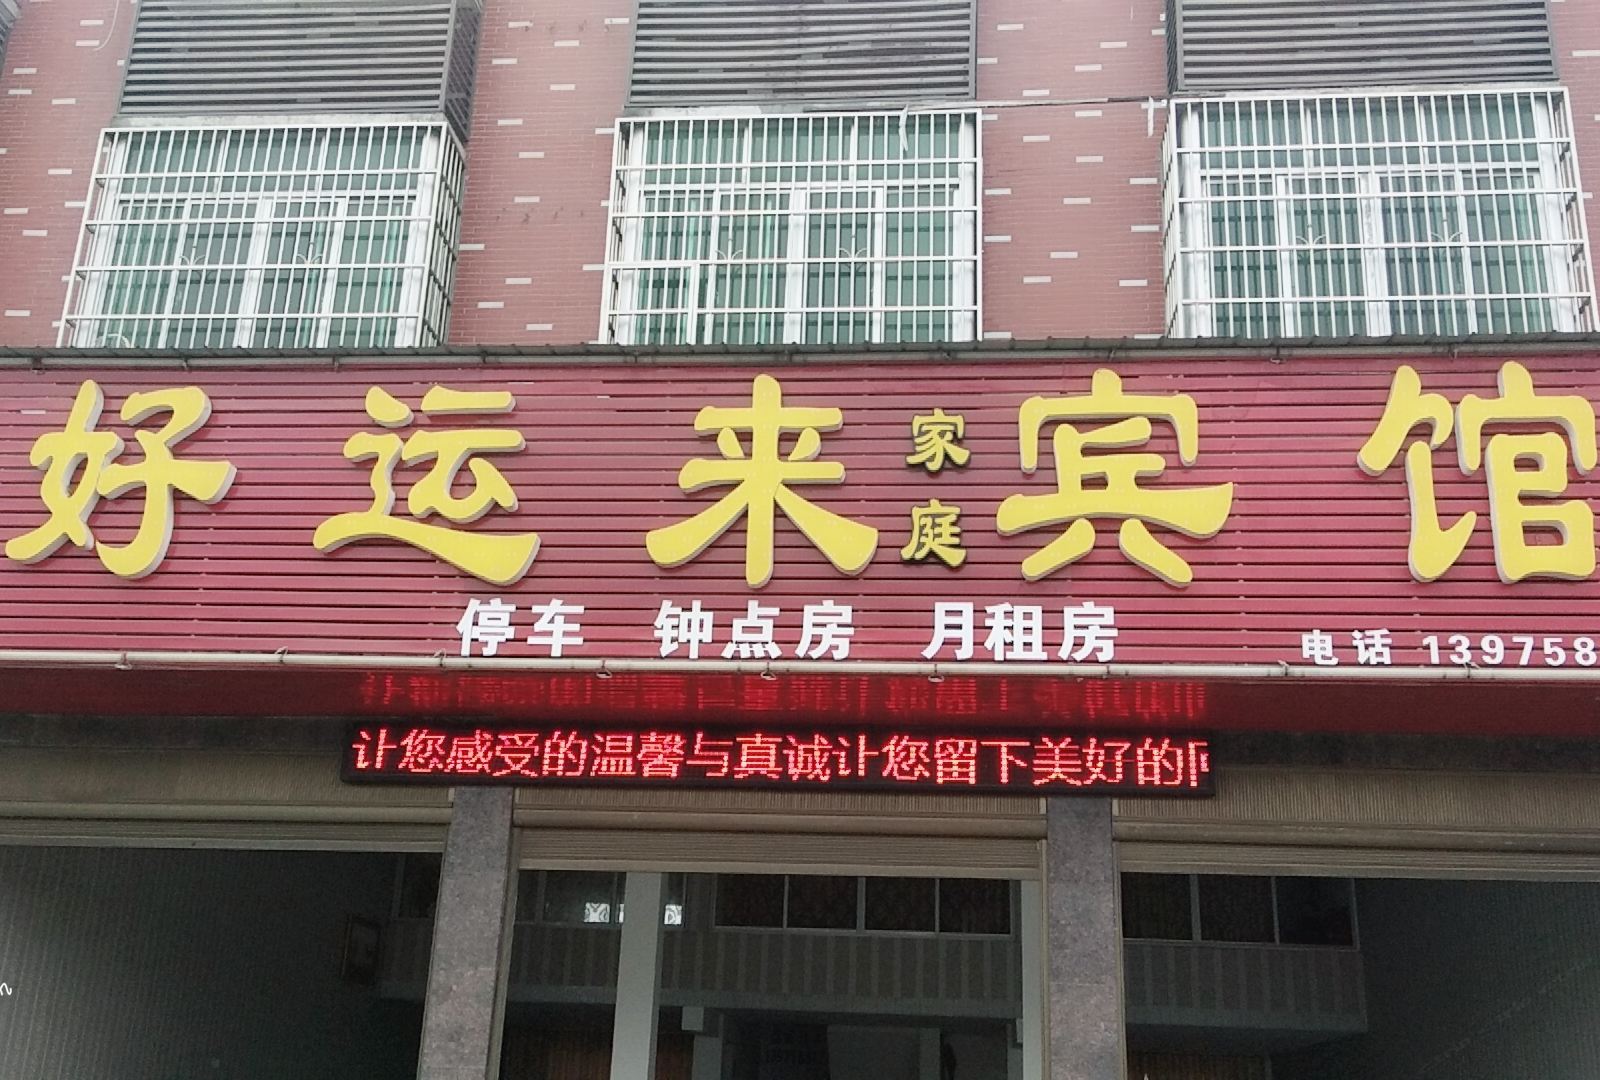 好运来家庭宾馆
停车 钟点房 月租房 电话 139758
让您感受的温馨与真诚让您留下美好的